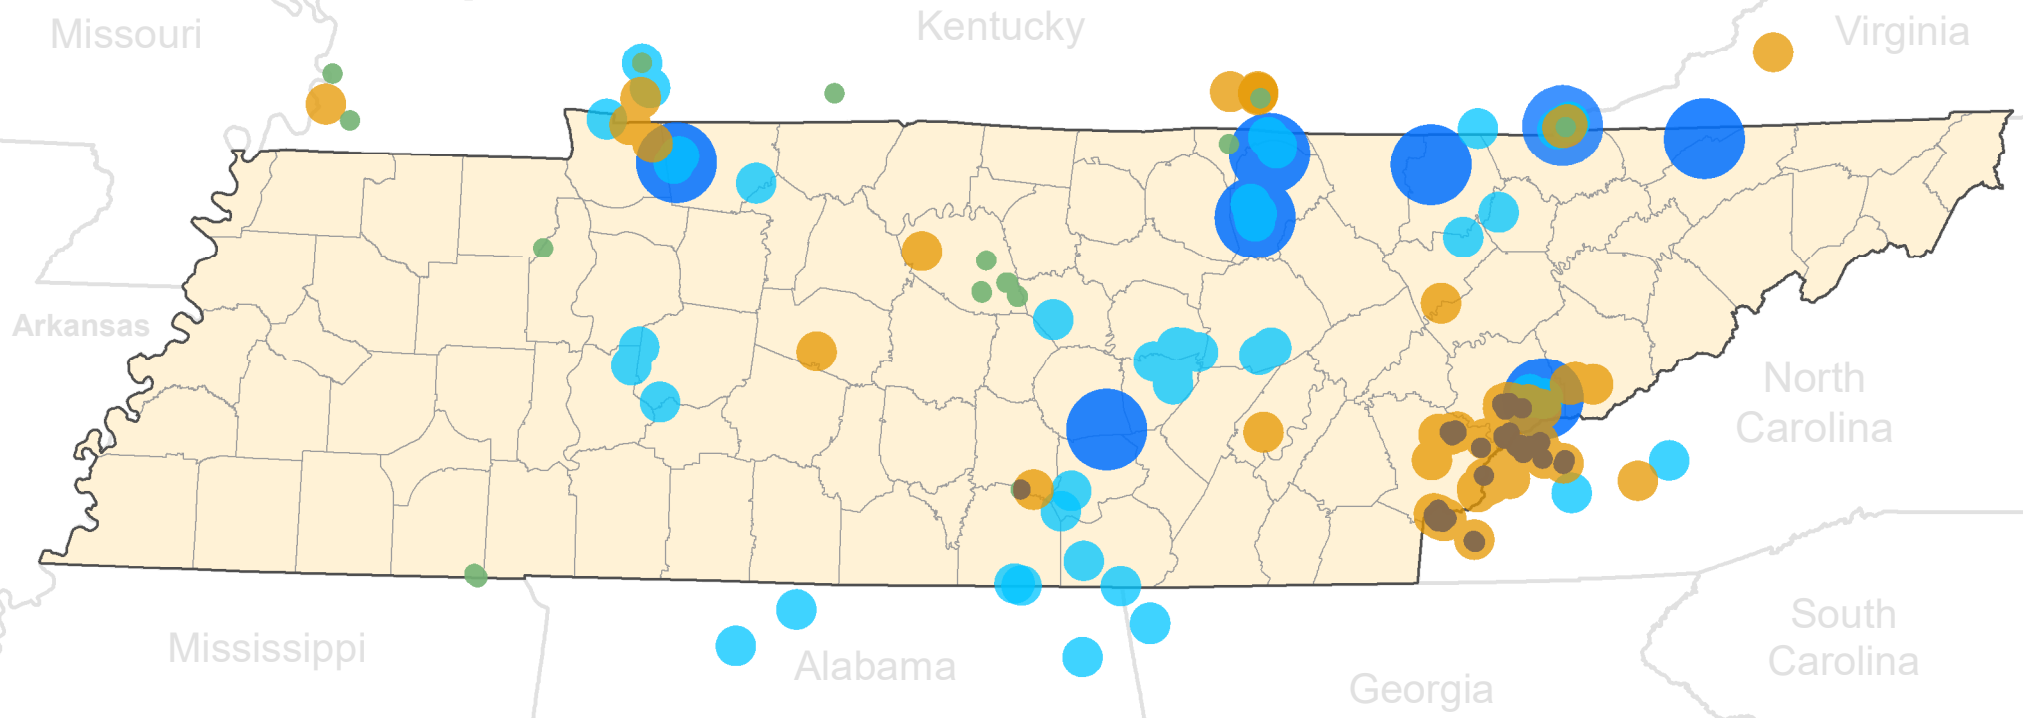 Missouri
Kentucky
Virginia
Arkansas
North
Carolina
South
Carolina
Mississippi
Alabama
Georgia